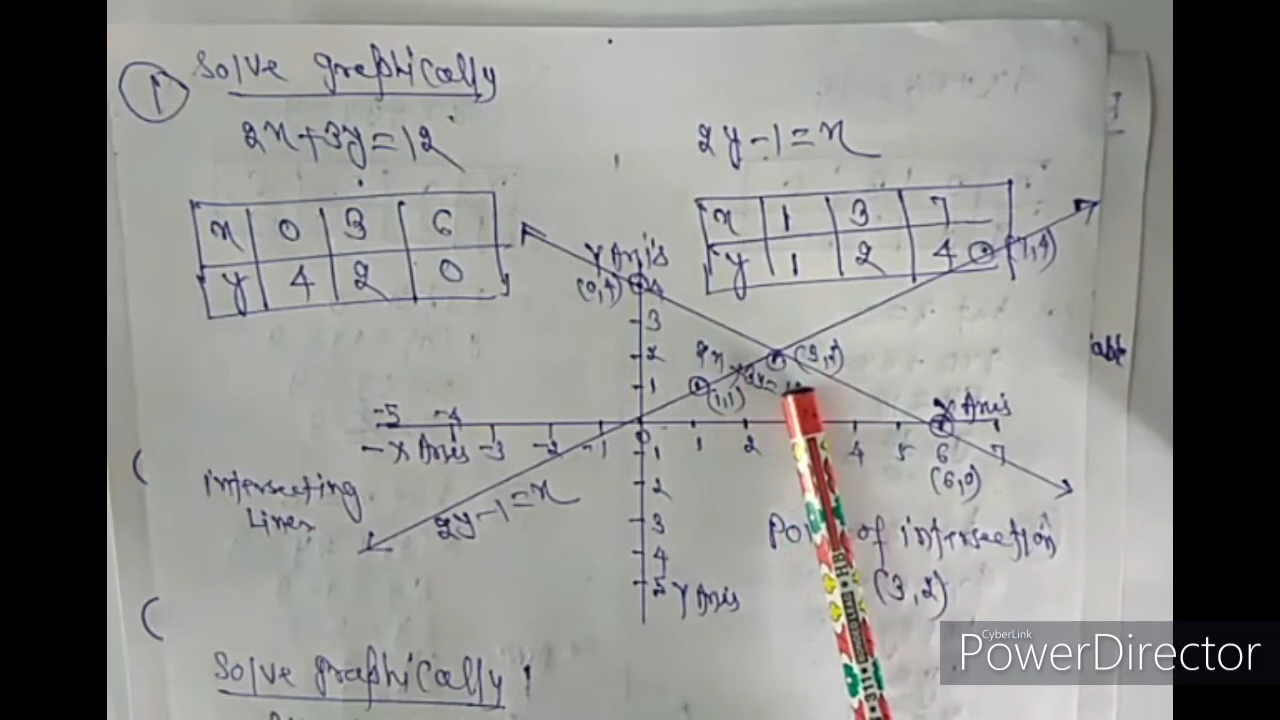 1 Solve graphically
2x+3y=12
2y-1=x
x 0 3 6
y 4 2 0
x 1 3 7
y 1 2 4
Y Axis
(0,4) 4
3
2
1
(7,4)
(3,2)
(1,1)
-5 -4 -3 -2 -1 0 1 2 4 5 6 7
-X Axis
X Axis
(6,0)
-1
2
3
4
5 Y Axis
intersecting
Lines
2y-1=x
of intersection
(3,2)
Solve graphically
CyberLink
PowerDirector